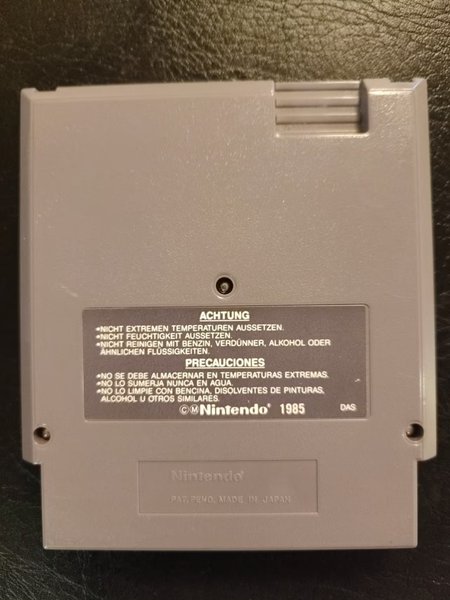 ACHTUNG
*NICHT EXTREMEN TEMPERATUREN AUSSETZEN.
*NICHT FEUCHTIGKEIT AUSSETZEN.
*NICHT REINIGEN MIT BENZIN, VERDÜNNER, ALKOHOL ODER
ÄHNLICHEN FLÜSSIGKEITEN.
PRECAUCIONES
*NO SE DEBE ALMACERNAR EN TEMPERATURAS EXTREMAS.
*NO LO SUMERJA NUNCA EN AGUA.
*NO LO LIMPIE CON BENCINA, DISOLVENTES DE PINTURAS,
ALCOHOL U OTROS SIMILARES.
©ⓂNintendo® 1985 DAS
Nintendo®
PAT. PEND. MADE IN JAPAN